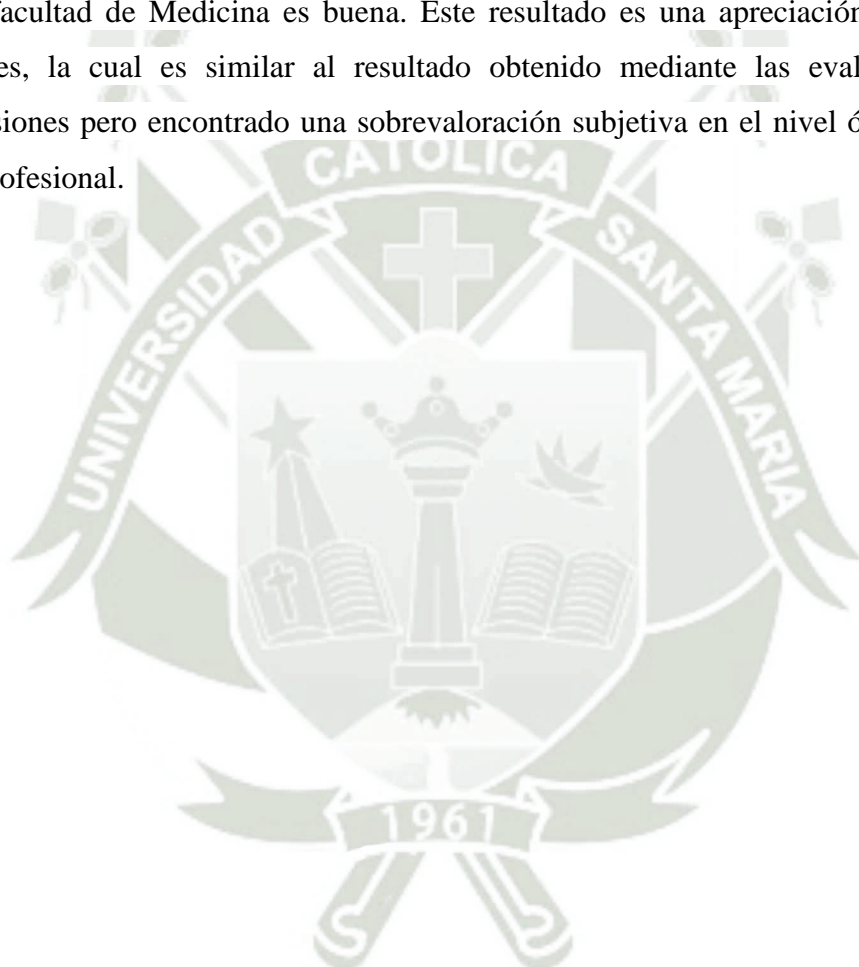 facultad de Medicina es buena. Este resultado es una apreciación
es, la cual es similar al resultado obtenido mediante las eval
siones pero encontrado una sobrevaloración subjetiva en el nivel ó
ofesional.
UNIVERSIDAD CATOLICA SANTA MARIA
1961